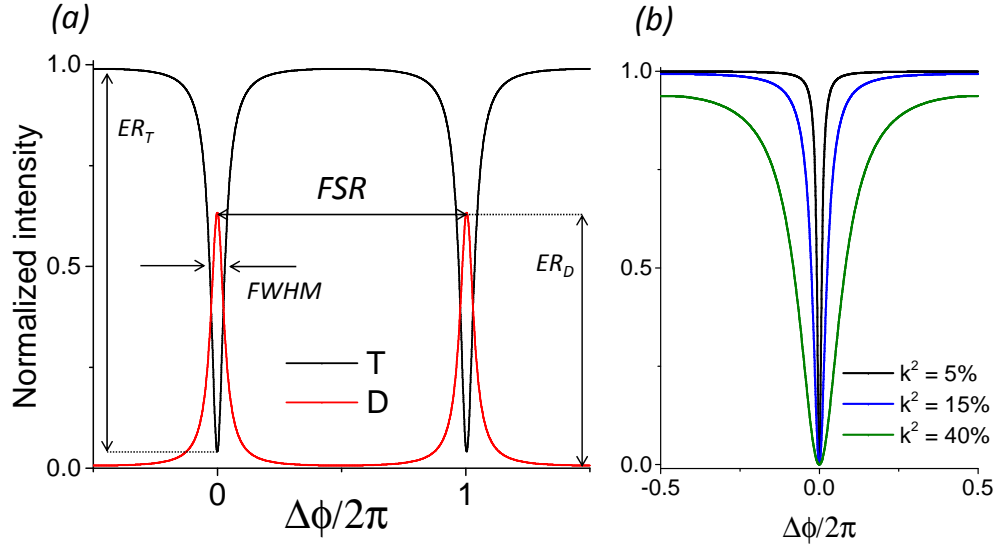 (a)
1.0
0.5
0.0
Normalized intensity
ER_T
FSR
ER_D
FWHM
T
D
0
1
Δϕ/2π
(b)
1.0
0.5
0.0
k² = 5%
k² = 15%
k² = 40%
-0.5
0.0
0.5
Δϕ/2π